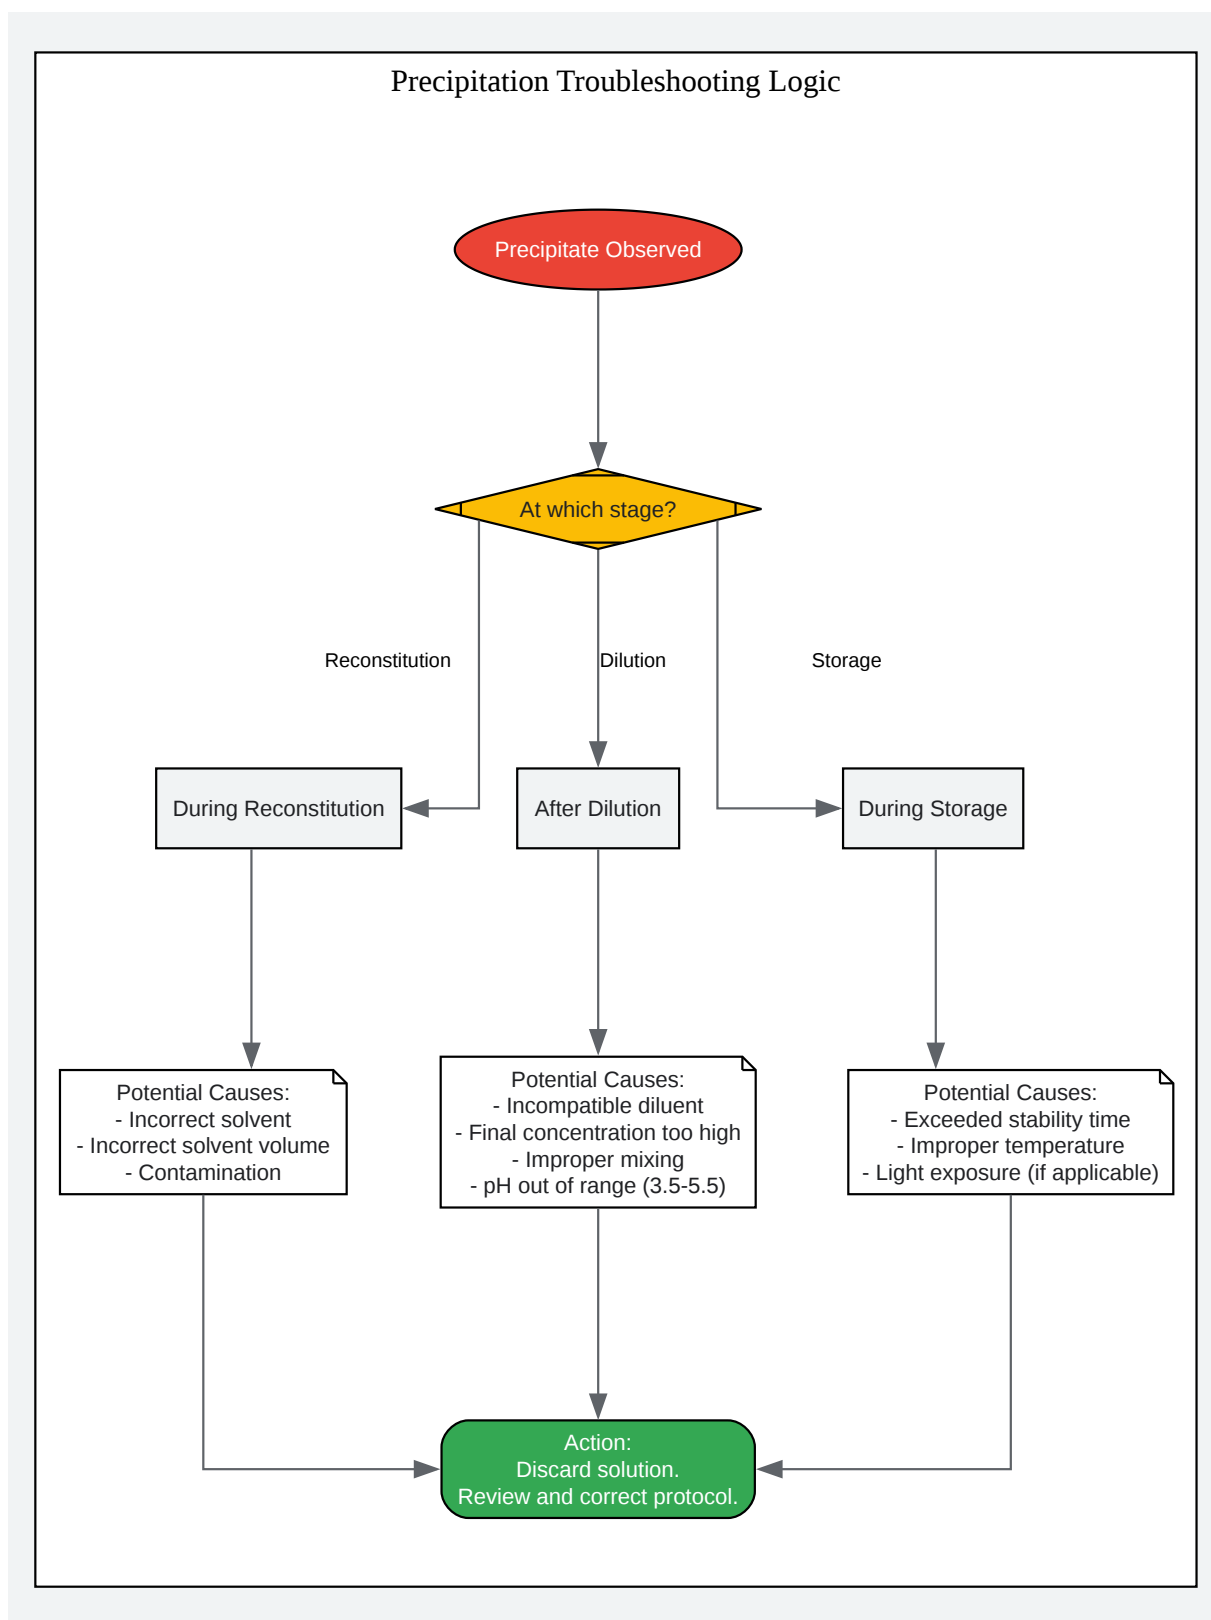 Precipitation Troubleshooting Logic
Precipitate Observed
At which stage?
Reconstitution
Dilution
Storage
During Reconstitution
After Dilution
During Storage
Potential Causes:
- Incorrect solvent
- Incorrect solvent volume
- Contamination
Potential Causes:
- Incompatible diluent
- Final concentration too high
- Improper mixing
- pH out of range (3.5-5.5)
Potential Causes:
- Exceeded stability time
- Improper temperature
- Light exposure (if applicable)
Action:
Discard solution.
Review and correct protocol.